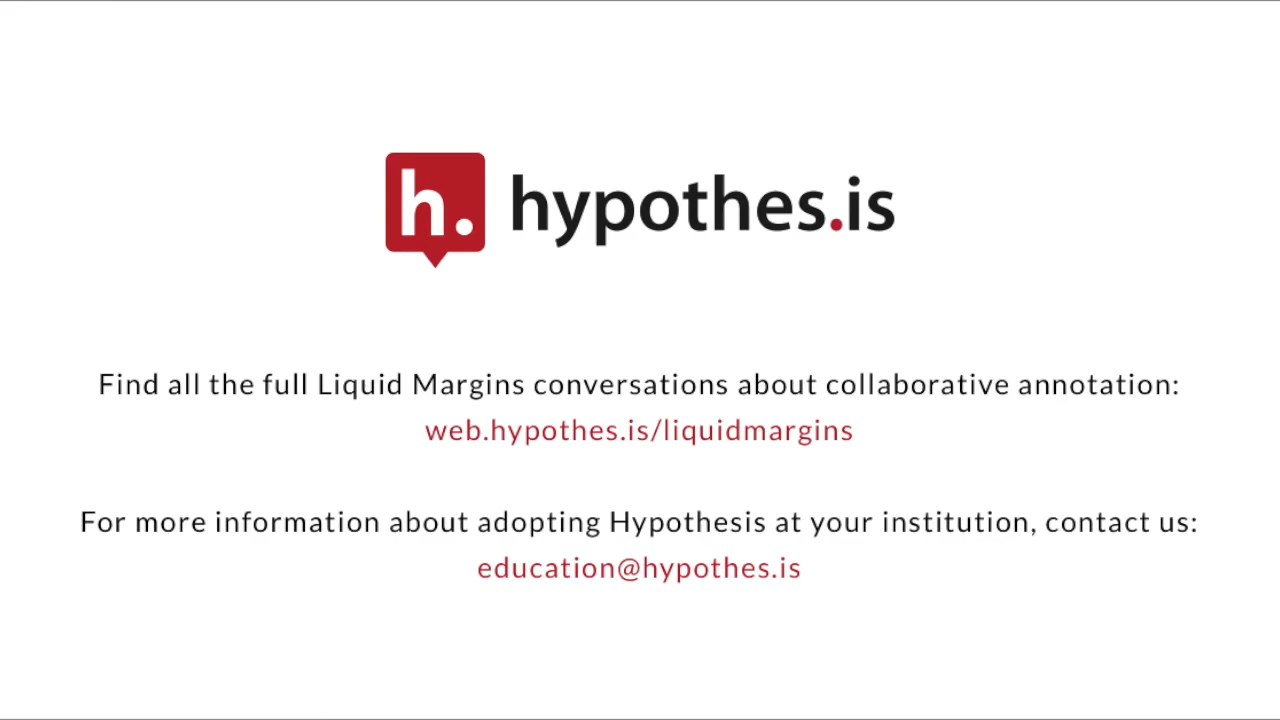 h. hypothes.is
Find all the full Liquid Margins conversations about collaborative annotation:
web.hypothes.is/liquidmargins
For more information about adopting Hypothesis at your institution, contact us:
education@hypothes.is